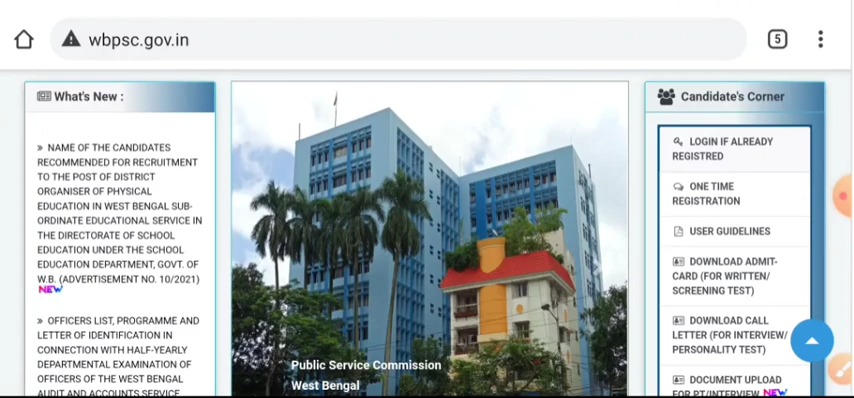 wbpsc.gov.in
5
What's New :
» NAME OF THE CANDIDATES
RECOMMENDED FOR RECRUITMENT
TO THE POST OF DISTRICT
ORGANISER OF PHYSICAL
EDUCATION IN WEST BENGAL SUB-
ORDINATE EDUCATIONAL SERVICE IN
THE DIRECTORATE OF SCHOOL
EDUCATION UNDER THE SCHOOL
EDUCATION DEPARTMENT, GOVT. OF
W.B. (ADVERTISEMENT NO. 10/2021)
NEW
» OFFICERS LIST, PROGRAMME AND
LETTER OF IDENTIFICATION IN
CONNECTION WITH HALF-YEARLY
DEPARTMENTAL EXAMINATION OF
OFFICERS OF THE WEST BENGAL
AUDIT AND ACCOUNTS SERVICE
Public Service Commission
West Bengal
Candidate's Corner
LOGIN IF ALREADY
REGISTRED
ONE TIME
REGISTRATION
USER GUIDELINES
DOWNLOAD ADMIT-
CARD (FOR WRITTEN/
SCREENING TEST)
DOWNLOAD CALL
LETTER (FOR INTERVIEW/
PERSONALITY TEST)
DOCUMENT UPLOAD
FOR PT/INTERVIEW NEW